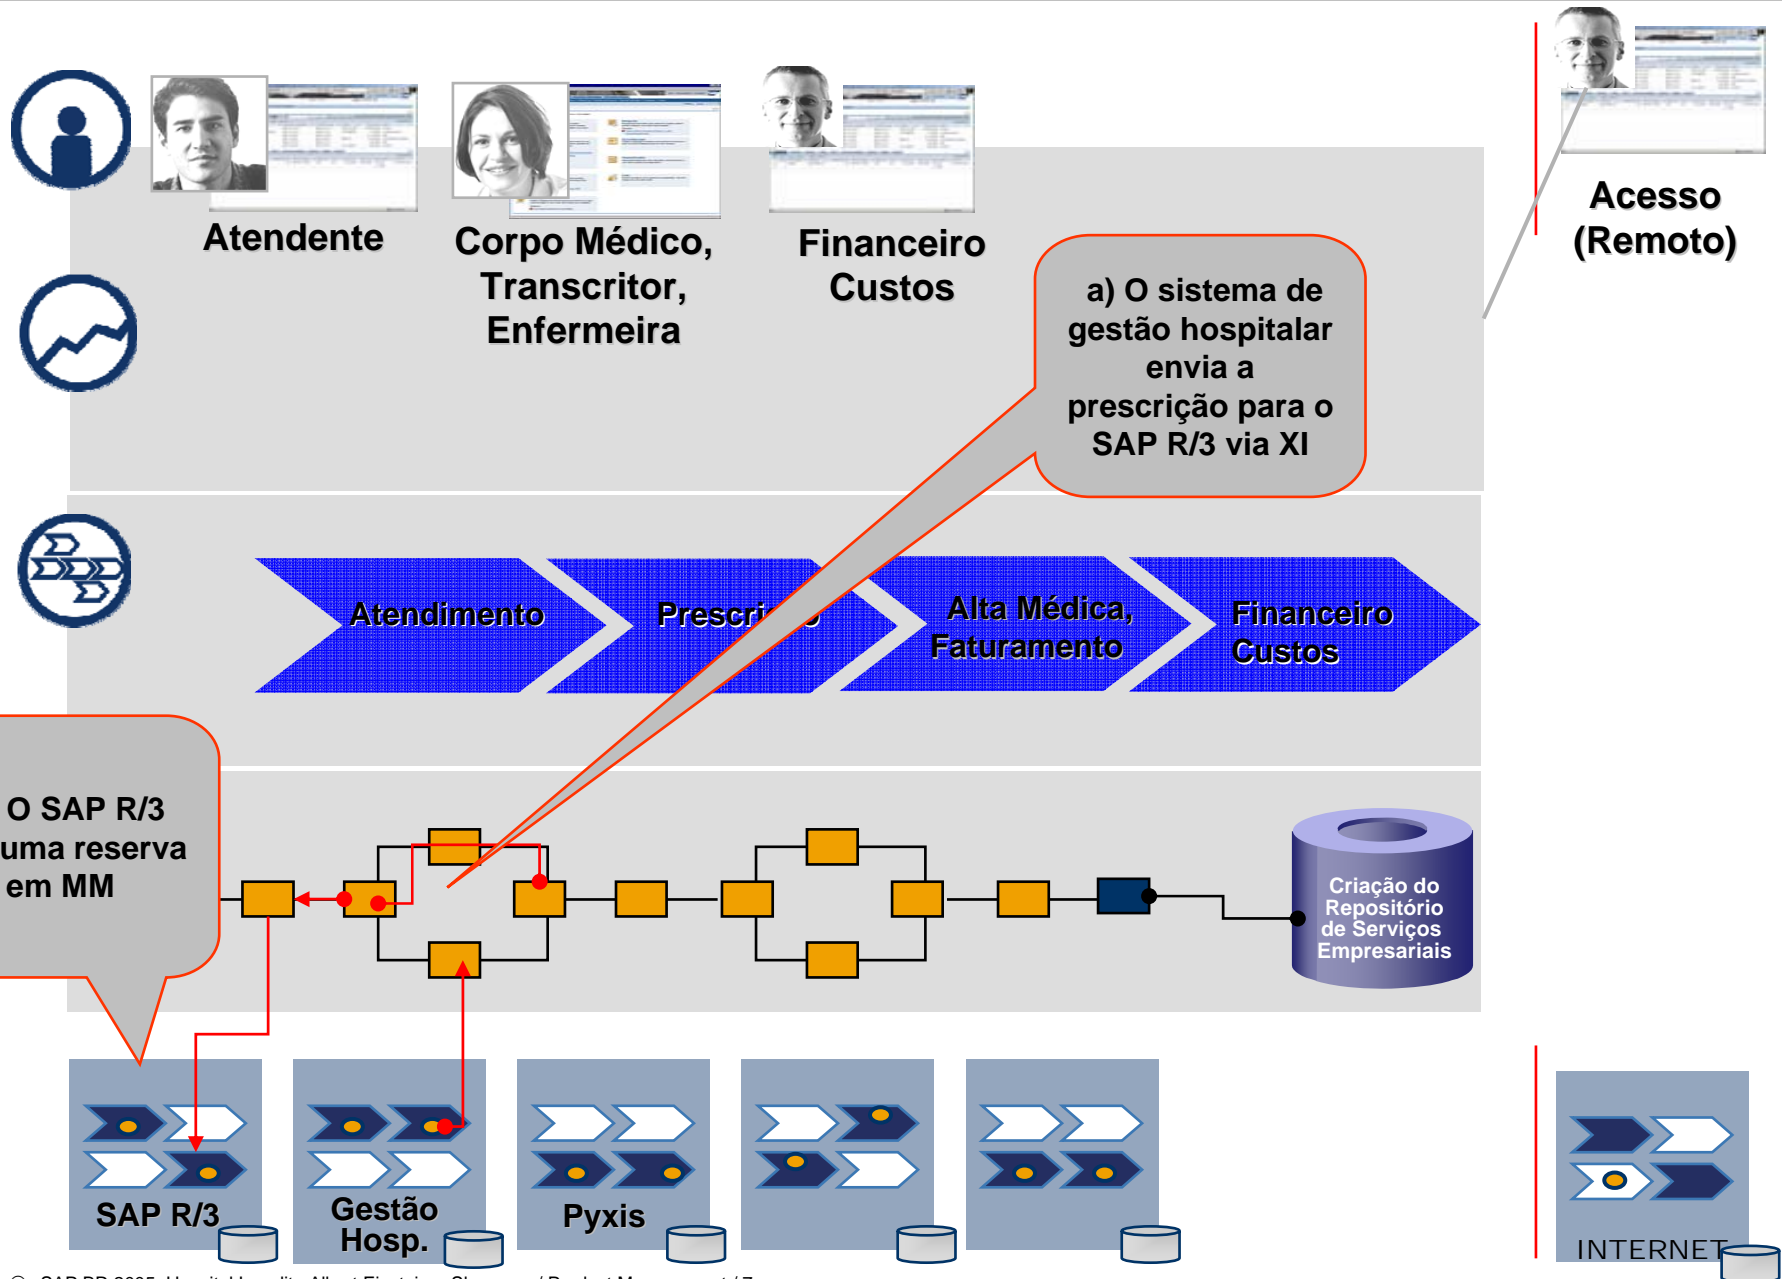 Atendente
Corpo Médico,
Transcritor,
Enfermeira
Financeiro
Custos
Acesso
(Remoto)
a) O sistema de
gestão hospitalar
envia a
prescrição para o
SAP R/3 via XI
Atendimento
Alta Médica,
Faturamento
Financeiro
Custos
O SAP R/3
uma reserva
em MM
Criação do
Repositório
de Serviços
Empresariais
SAP R/3
Gestão
Hosp.
Pyxis
INTERNET